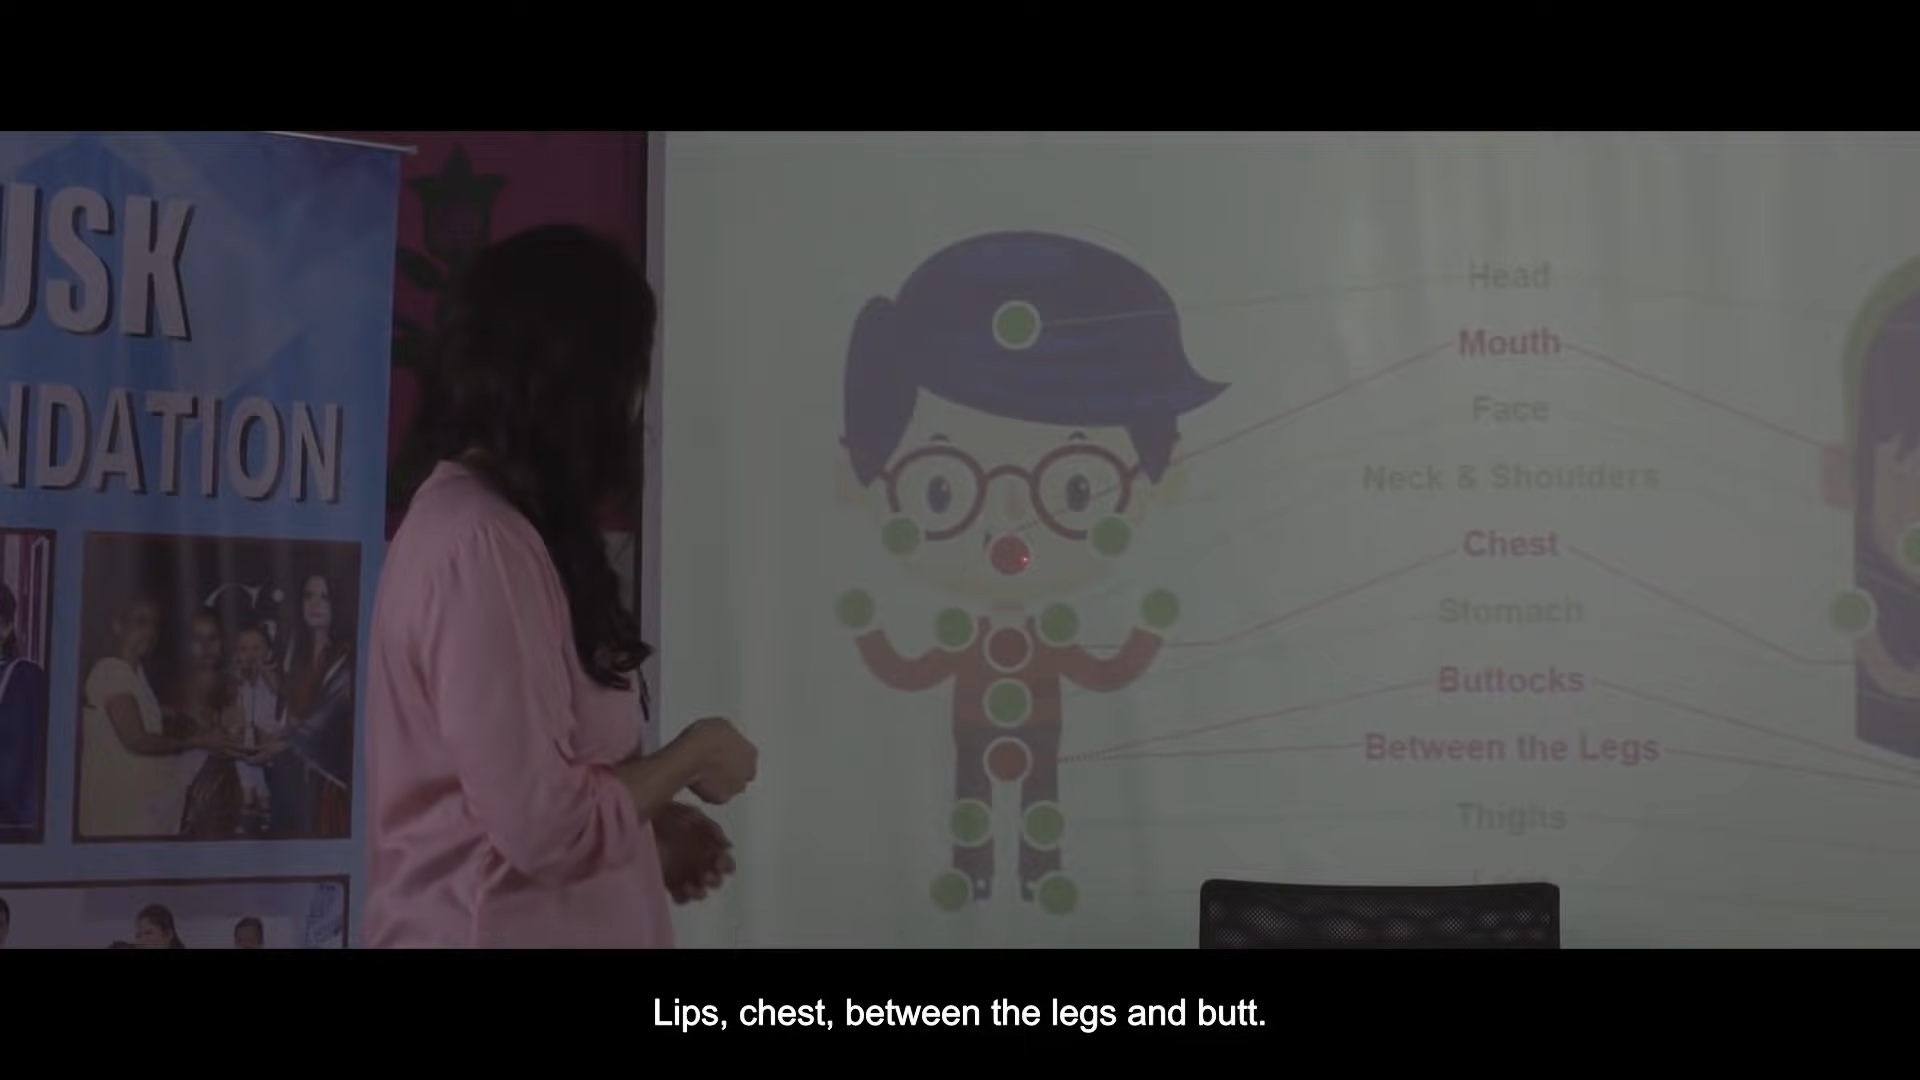 USK
NDATION
Head
Mouth
Face
Neck & Shoulders
Chest
Stomach
Buttocks
Between the Legs
Thighs
Lips, chest, between the legs and butt.